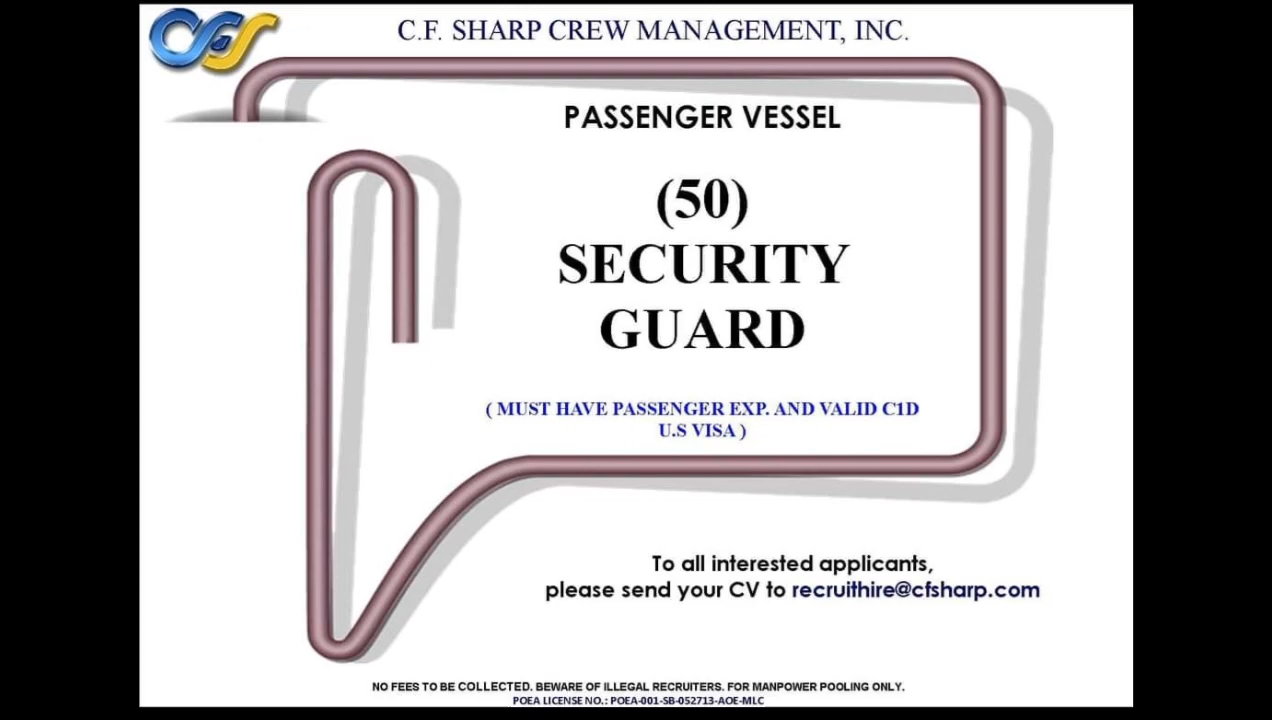 CFS
C.F. SHARP CREW MANAGEMENT, INC.
PASSENGER VESSEL
(50)
SECURITY
GUARD
( MUST HAVE PASSENGER EXP. AND VALID C1D
U.S VISA )
To all interested applicants,
please send your CV to recruithire@cfsharp.com
NO FEES TO BE COLLECTED. BEWARE OF ILLEGAL RECRUITERS. FOR MANPOWER POOLING ONLY.
POEA LICENSE NO.: POEA-001-SB-052713-AOE-MLC